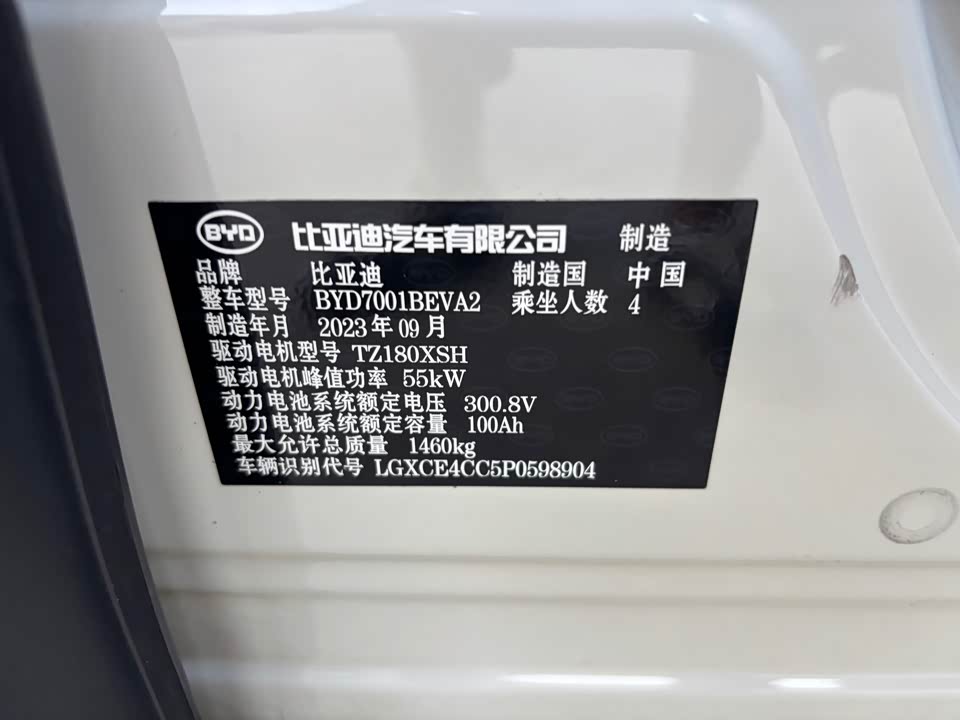 BYD 比亚迪汽车有限公司 制造
品牌 比亚迪 制造国 中国
整车型号 BYD7001BEVA2 乘坐人数 4
制造年月 2023年09月
驱动电机型号 TZ180XSH
驱动电机峰值功率 55kW
动力电池系统额定电压 300.8V
动力电池系统额定容量 100Ah
最大允许总质量 1460kg
车辆识别代号 LGXCE4CC5P0598904